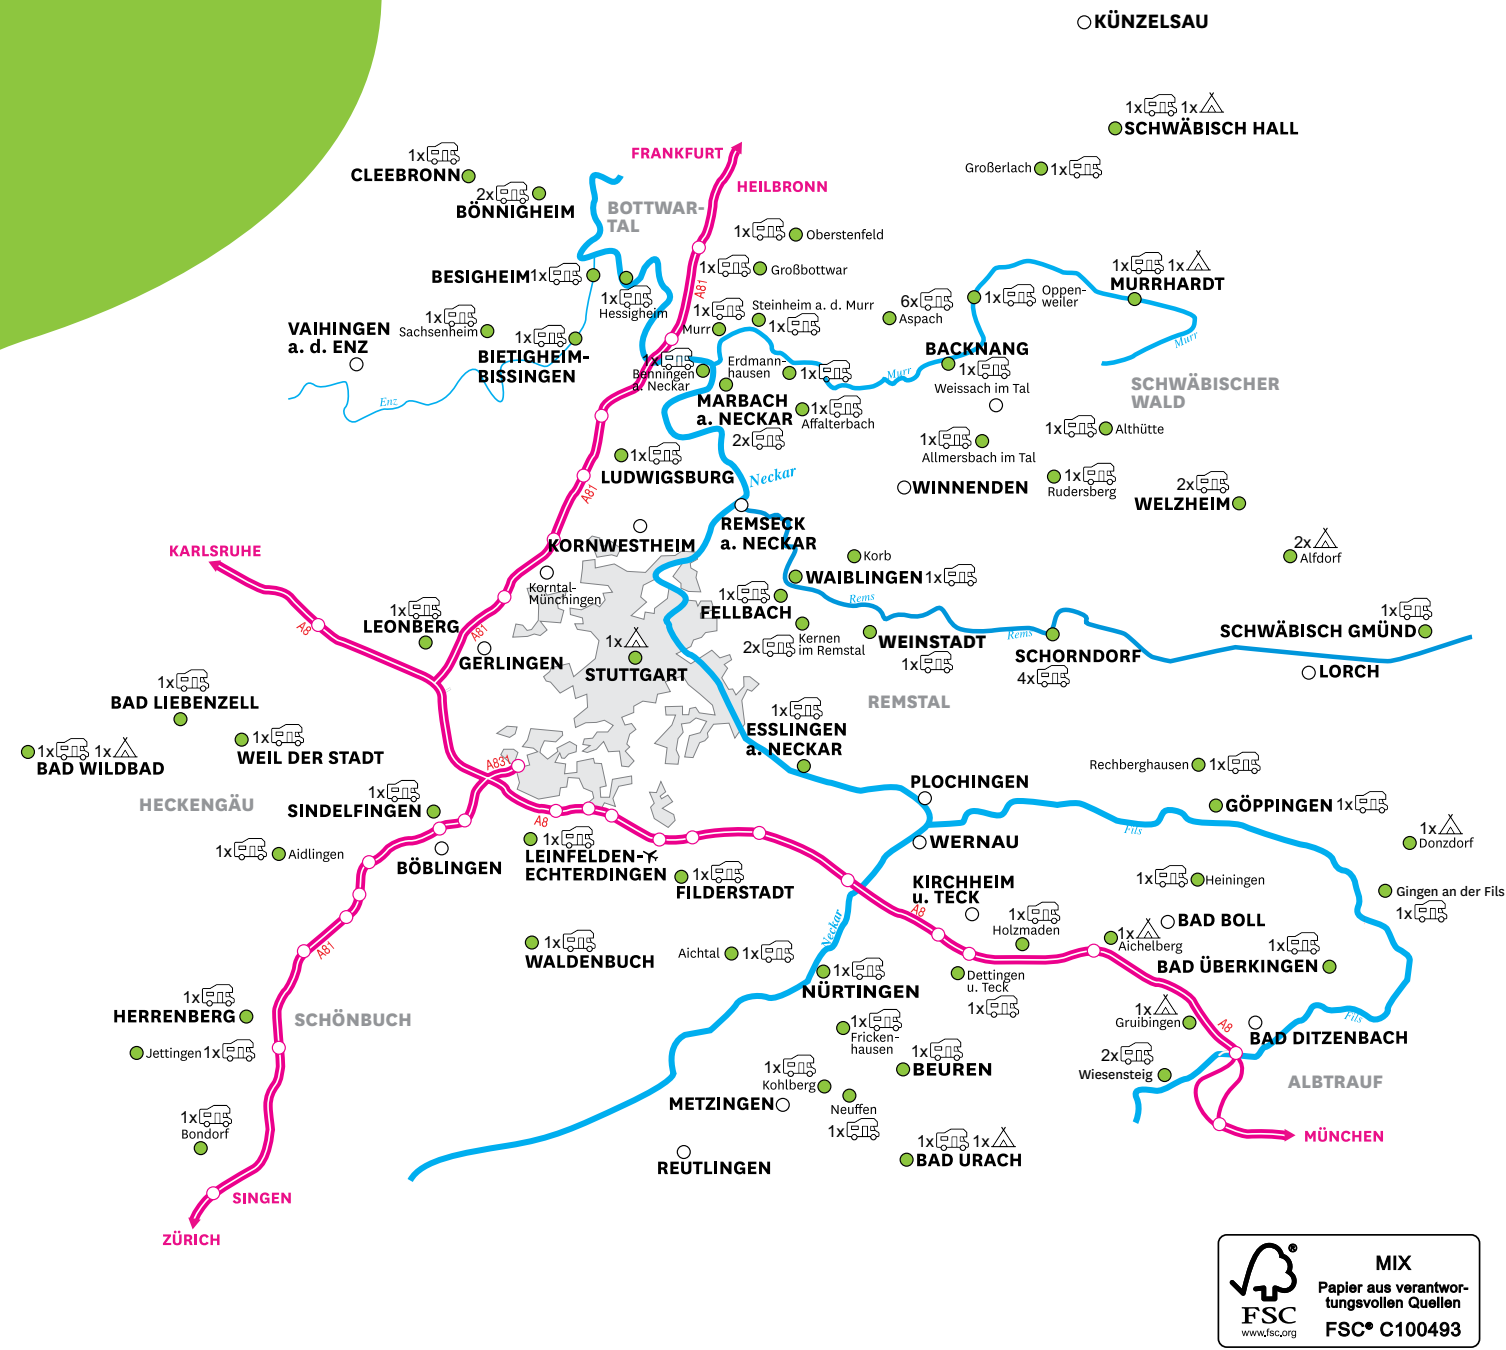 KÜNZELSAU
1x 1x
SCHWÄBISCH HALL
Großerlach 1x
FRANKFURT
HEILBRONN
1x
CLEEBRONN
2x
BÖNNIGHEIM
BOTTWAR-
TAL
1x Oberstenfeld
1x Großbottwar
BESIGHEIM 1x
1x
Hessigheim
A81
1x 1x
MURRHARDT
6x
Aspach
1x Oppen-
weiler
Steinheim a. d. Murr
1x
1x
Murr
1x
Sachsenheim
VAIHINGEN
a. d. ENZ
1x
BIETIGHEIM-
BISSINGEN
Enz
1x
Benningen
a. Neckar
Erdmann-
hausen
1x
MARBACH
a. NECKAR
2x
1x
Affalterbach
Murr
Murr
BACKNANG
1x
Weissach im Tal
SCHWÄBISCHER
WALD
1x Althütte
1x
Allmersbach im Tal
1x
Rudersberg
WINNENDEN
2x
WELZHEIM
1x
LUDWIGSBURG
A81
Neckar
REMSECK
a. NECKAR
KORNWESTHEIM
KARLSRUHE
Korntal-
Münchingen
Korb
WAIBLINGEN 1x
2x
Alfdorf
1x
FELLBACH
Rems
Rems
2x Kernen
im Remstal
WEINSTADT
1x
SCHORNDORF
4x
1x
SCHWÄBISCH GMÜND
LORCH
REMSTAL
A8
1x
LEONBERG
A81
GERLINGEN
1x
STUTTGART
1x
BAD LIEBENZELL
1x
WEIL DER STADT
1x 1x
BAD WILDBAD
HECKENGÄU
1x
ESSLINGEN
a. NECKAR
A831
1x
SINDELFINGEN
A8
BÖBLINGEN
1x Aidlingen
1x
LEINFELDEN-
ECHTERDINGEN
1x
FILDERSTADT
PLOCHINGEN
WERNAU
Rechberghausen 1x
GÖPPINGEN 1x
Fils
1x
Donzdorf
1x Heiningen
Gingen an der Fils
1x
KIRCHHEIM
u. TECK
A8
1x
Holzmaden
BAD BOLL
1x
Aichelberg
1x
BAD ÜBERKINGEN
A81
1x
WALDENBUCH
Aichtal 1x
Neckar
1x
NÜRTINGEN
Dettingen
u. Teck
1x
1x
Gruibingen
A8
Fils
BAD DITZENBACH
1x
HERRENBERG
SCHÖNBUCH
Jettingen 1x
1x
Fricken-
hausen
1x
BEUREN
2x
Wiesensteig
ALBTRAUF
1x
Kohlberg
METZINGEN
Neuffen
1x
1x
Bondorf
1x 1x
BAD URACH
REUTLINGEN
MÜNCHEN
SINGEN
ZÜRICH
®
FSC
www.fsc.org
MIX
Papier aus verantwor-
tungsvollen Quellen
FSC® C100493